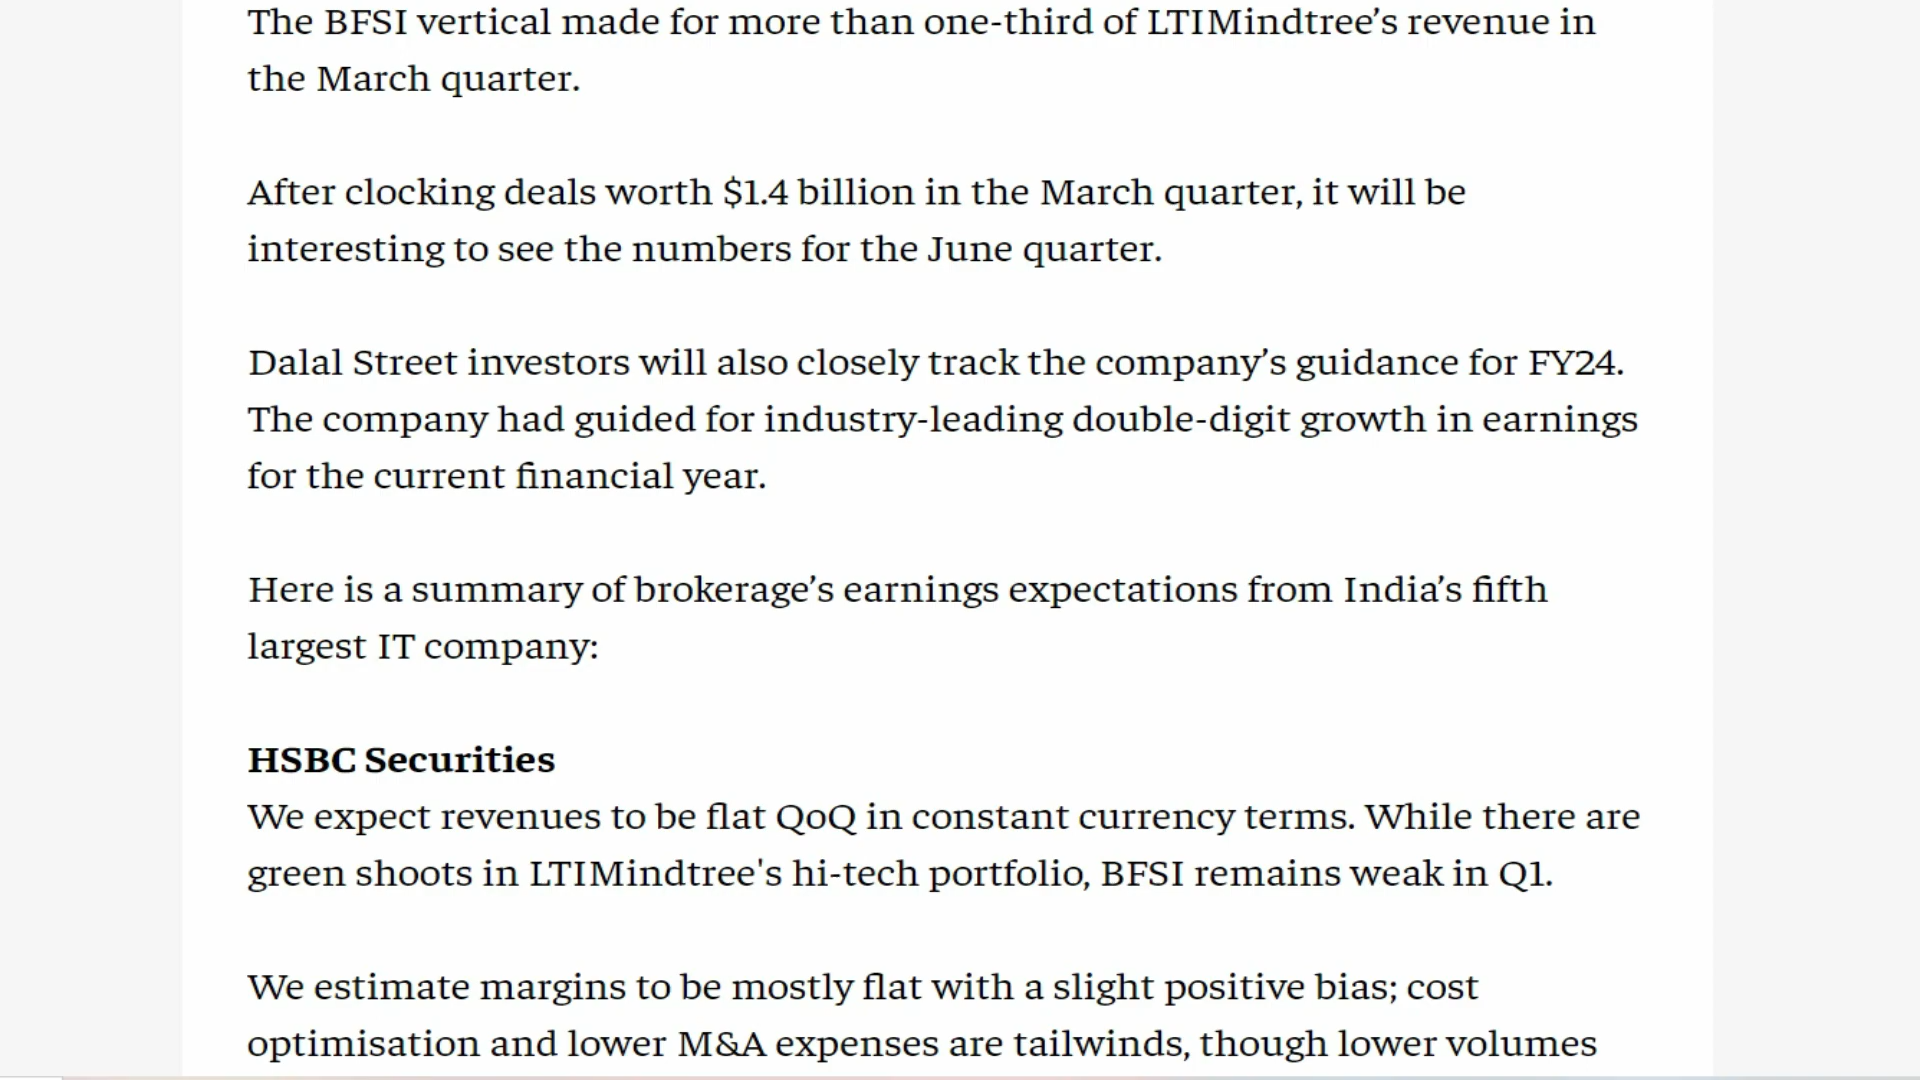 The BFSI vertical made for more than one-third of LTIMindtree’s revenue in
the March quarter.
After clocking deals worth $1.4 billion in the March quarter, it will be
interesting to see the numbers for the June quarter.
Dalal Street investors will also closely track the company’s guidance for FY24.
The company had guided for industry-leading double-digit growth in earnings
for the current financial year.
Here is a summary of brokerage’s earnings expectations from India’s fifth
largest IT company:
HSBC Securities
We expect revenues to be flat QoQ in constant currency terms. While there are
green shoots in LTIMindtree's hi-tech portfolio, BFSI remains weak in Q1.
We estimate margins to be mostly flat with a slight positive bias; cost
optimisation and lower M&A expenses are tailwinds, though lower volumes